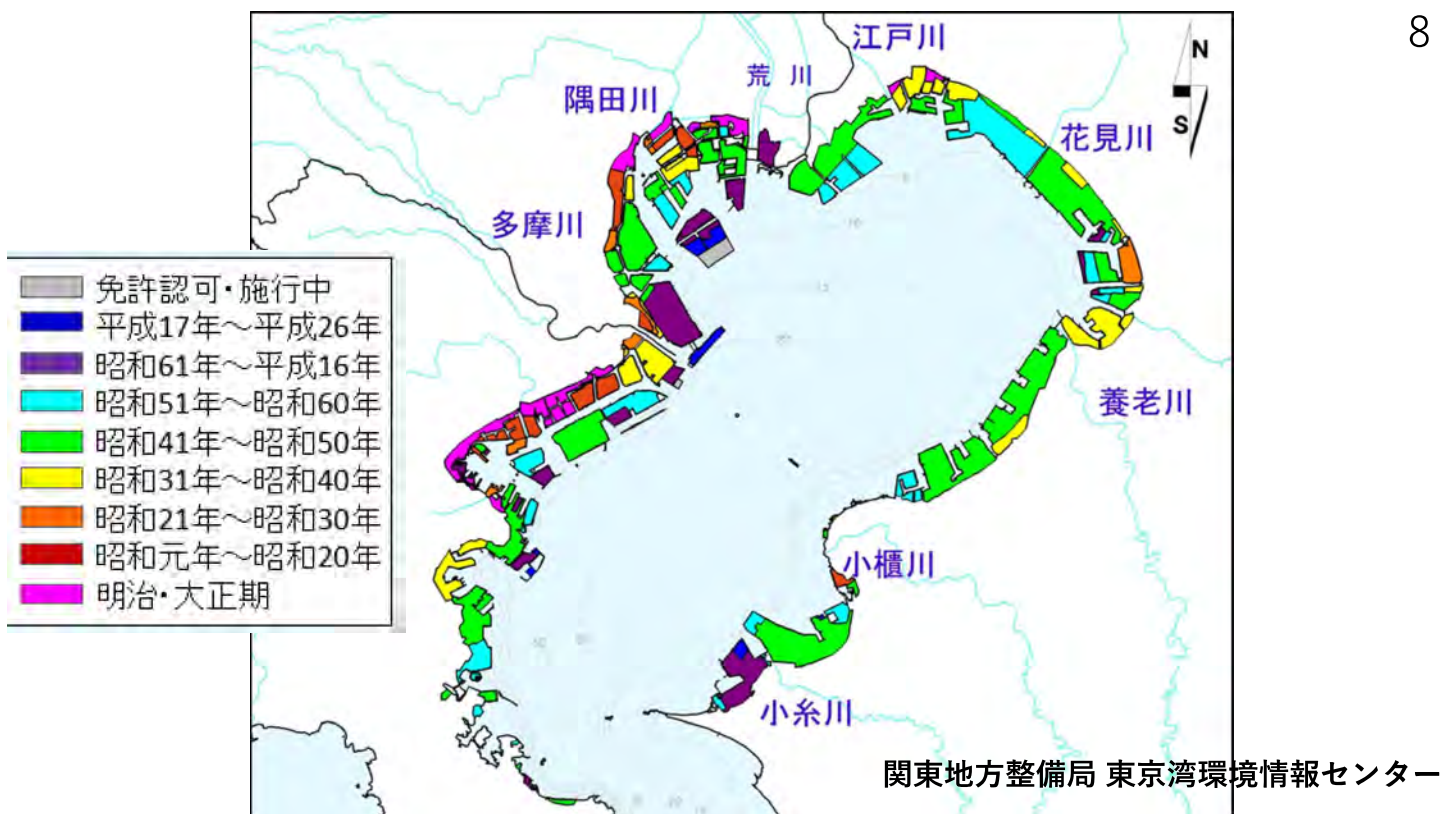 8
江戸川
N
荒 川
隅田川
S
花見川
多摩川
免許認可・施行中
平成17年～平成26年
昭和61年～平成16年
昭和51年～昭和60年
昭和41年～昭和50年
昭和31年～昭和40年
昭和21年～昭和30年
昭和元年～昭和20年
明治・大正期
養老川
小櫃川
小糸川
関東地方整備局 東京湾環境情報センター